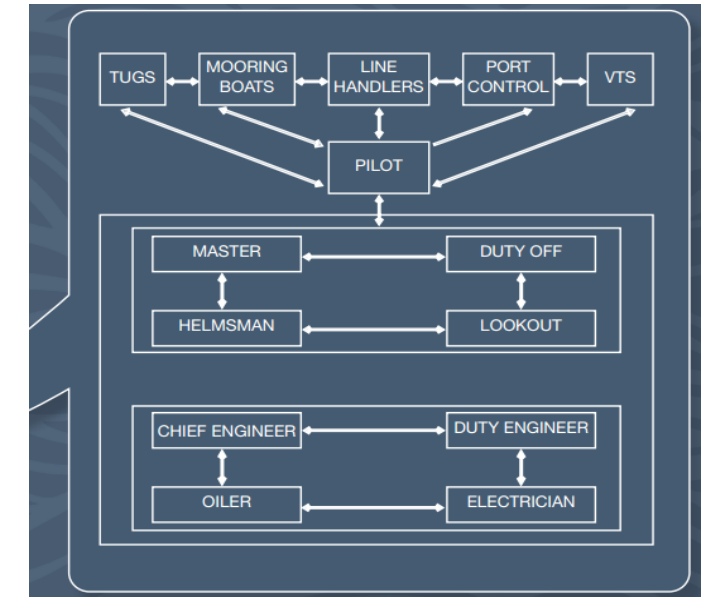 TUGS
MOORING
BOATS
LINE
HANDLERS
PORT
CONTROL
VTS
PILOT
MASTER
DUTY OFF
HELMSMAN
LOOKOUT
CHIEF ENGINEER
DUTY ENGINEER
OILER
ELECTRICIAN